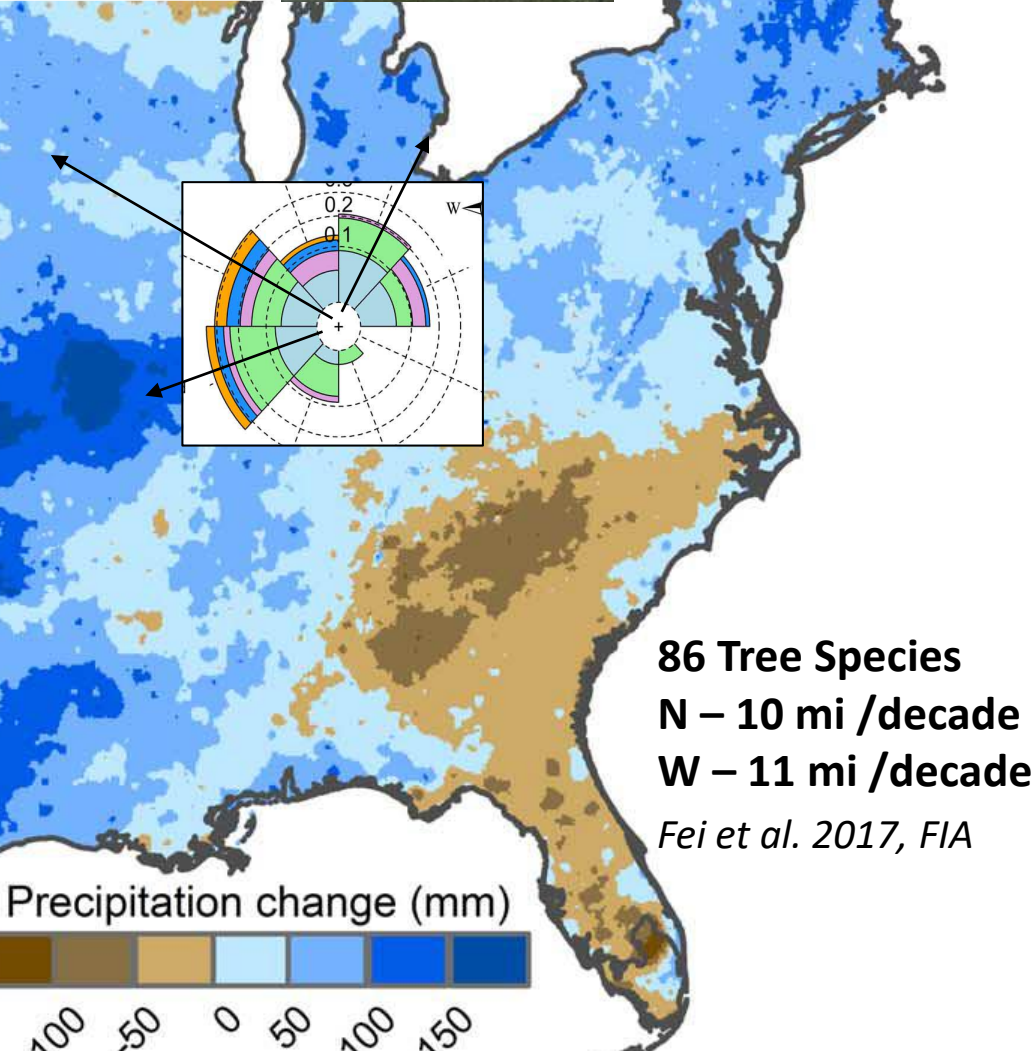 0.2
W
0.1
86 Tree Species
N – 10 mi /decade
W – 11 mi /decade
Fei et al. 2017, FIA
Precipitation change (mm)
-100 -50 0 50 100 150